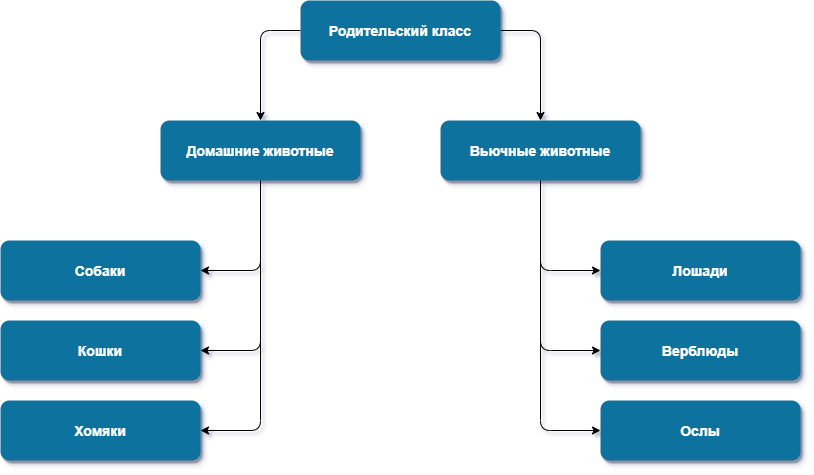 Родительский класс
Домашние животные
Вьючные животные
Собаки
Лошади
Кошки
Верблюды
Хомяки
Ослы